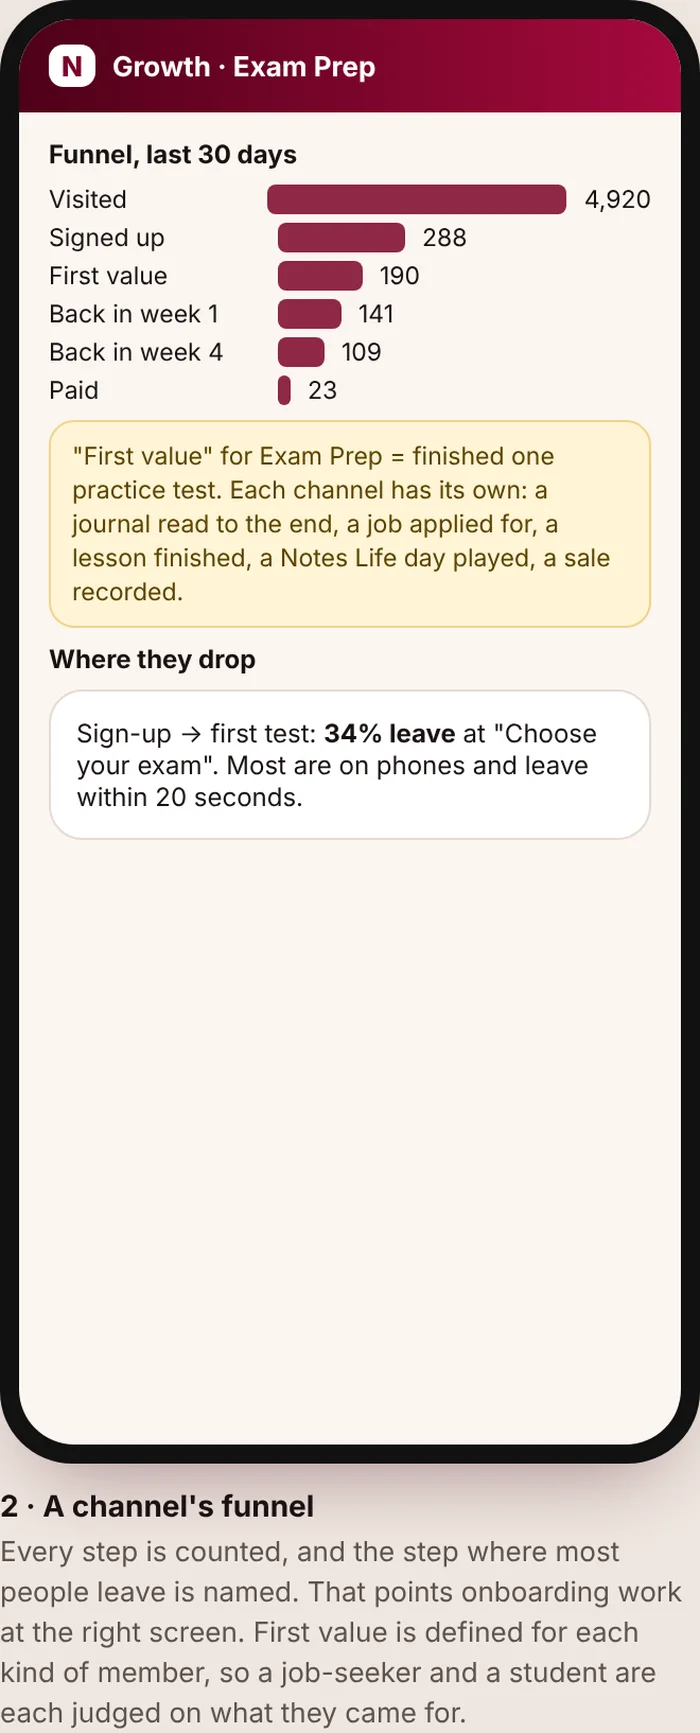 N Growth · Exam Prep
Funnel, last 30 days
Visited 4,920
Signed up 288
First value 190
Back in week 1 141
Back in week 4 109
Paid 23
"First value" for Exam Prep = finished one
practice test. Each channel has its own: a
journal read to the end, a job applied for, a
lesson finished, a Notes Life day played, a sale
recorded.
Where they drop
Sign-up → first test: 34% leave at "Choose
your exam". Most are on phones and leave
within 20 seconds.
2 · A channel's funnel
Every step is counted, and the step where most
people leave is named. That points onboarding work
at the right screen. First value is defined for each
kind of member, so a job-seeker and a student are
each judged on what they came for.